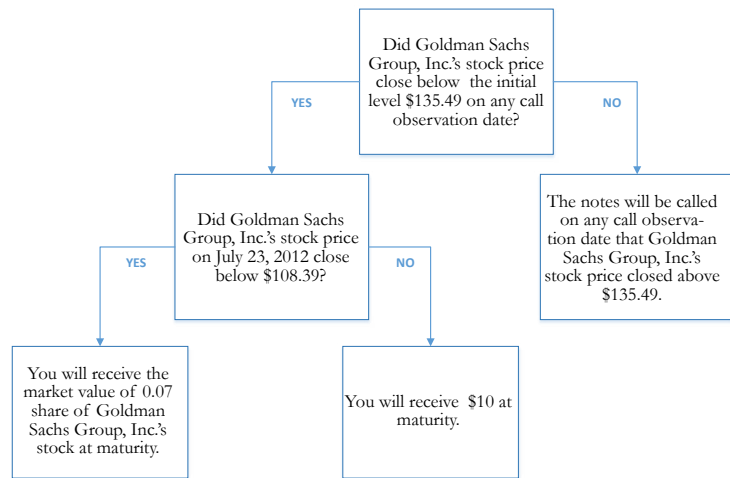 Did Goldman Sachs
Group, Inc.'s stock price
close below the initial
level $135.49 on any call
observation date?
YES
NO
Did Goldman Sachs
Group, Inc.'s stock price
on July 23, 2012 close
below $108.39?
The notes will be called
on any call observa-
tion date that Goldman
Sachs Group, Inc.'s
stock price closed above
$135.49.
YES
NO
You will receive the
market value of 0.07
share of Goldman
Sachs Group, Inc.'s
stock at maturity.
You will receive $10 at
maturity.